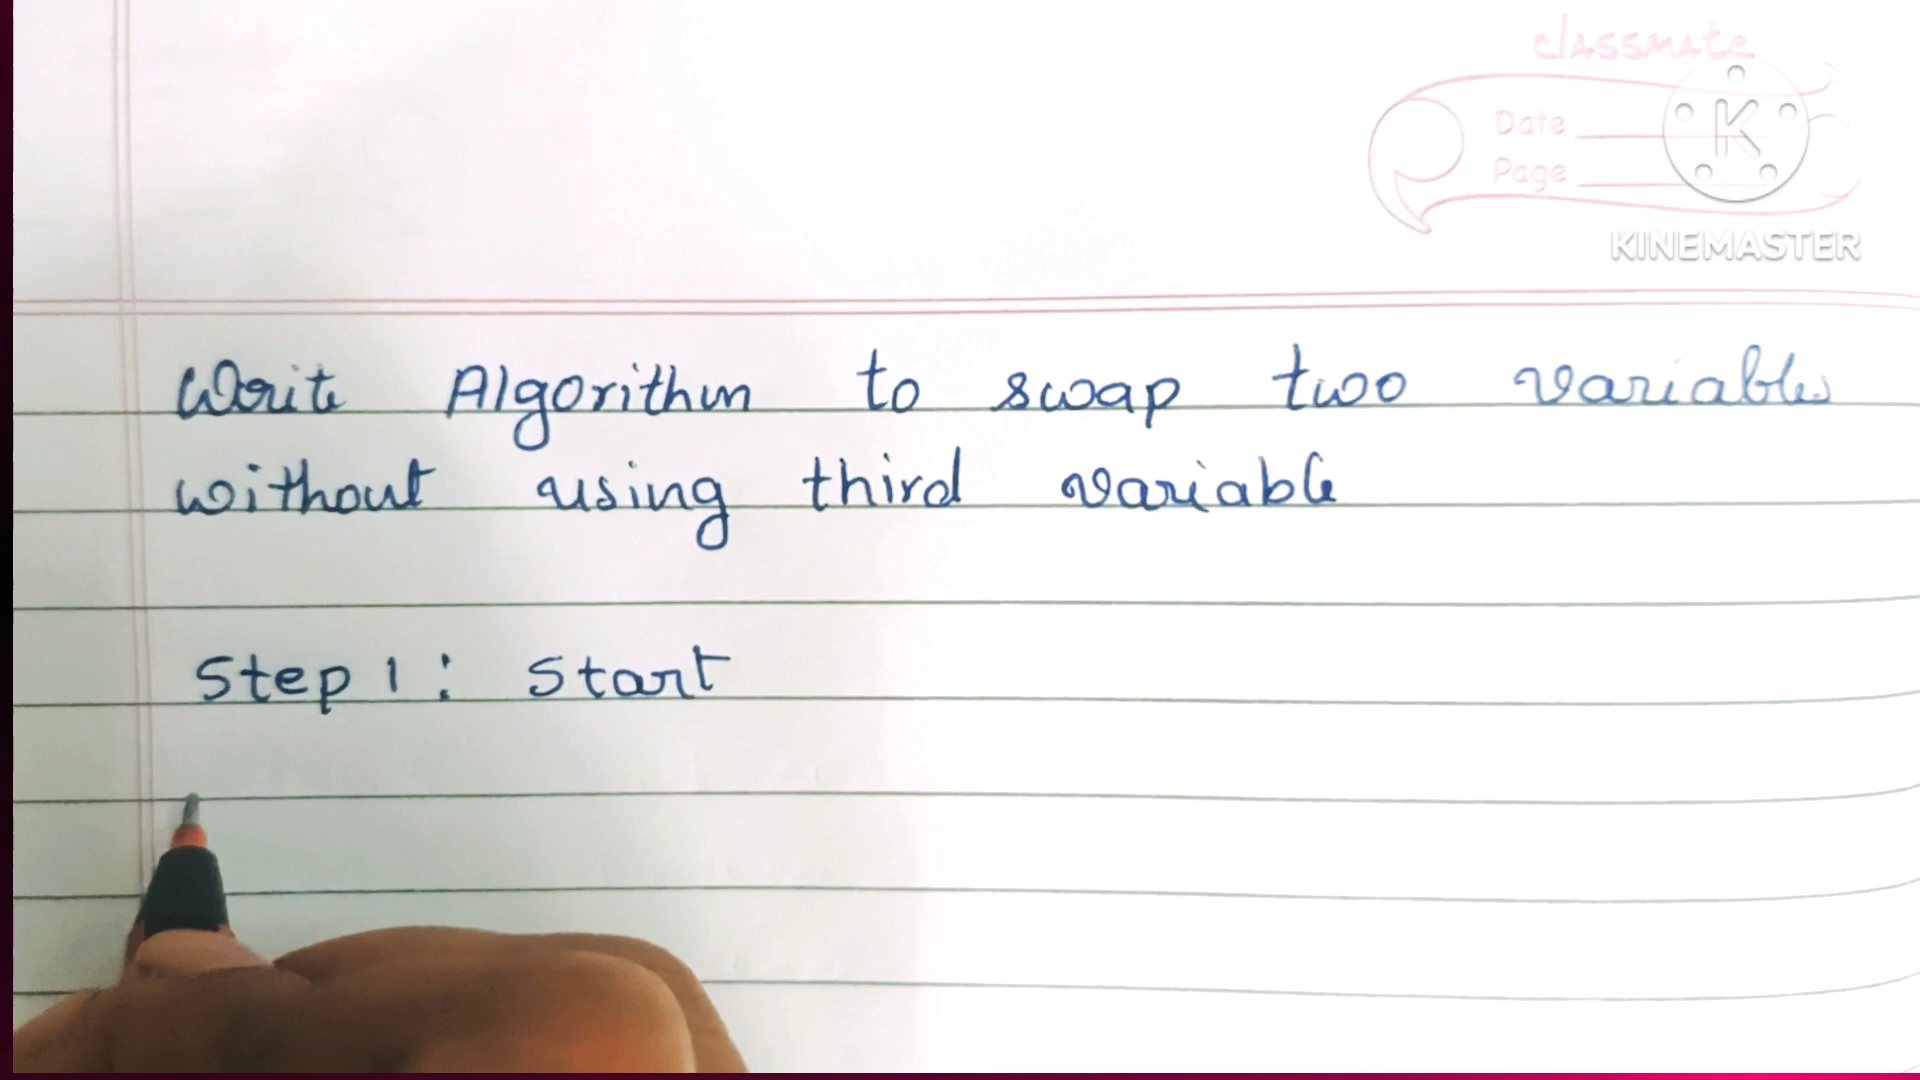 classmate
Date
Page
KINEMASTER
Write Algorithm to swap two variables
without using third variable
Step 1 : Start